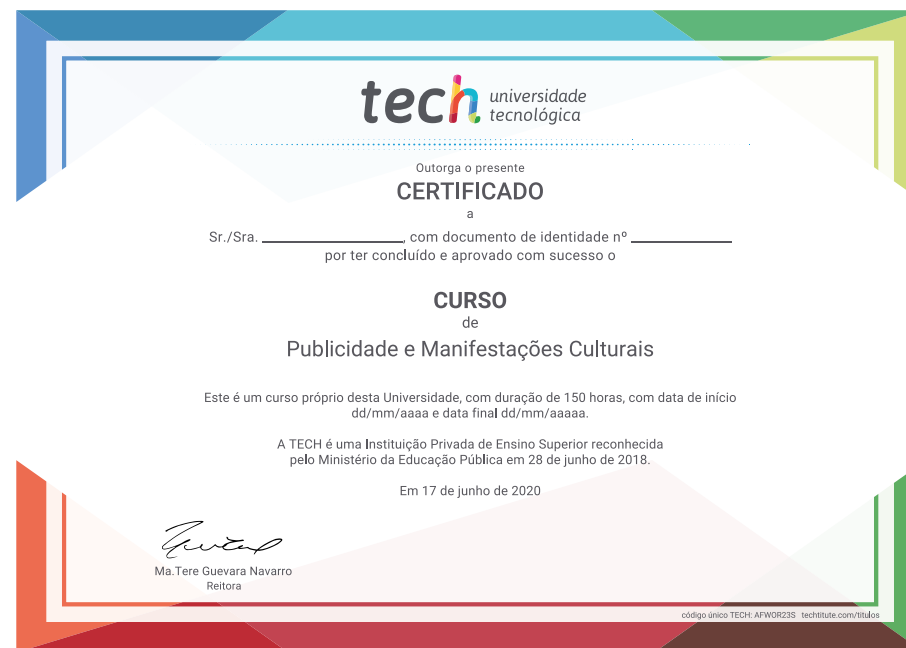 tech universidade
tecnológica
Outorga o presente
CERTIFICADO
a
Sr./Sra. ____________, com documento de identidade nº ____________
por ter concluído e aprovado com sucesso o
CURSO
de
Publicidade e Manifestações Culturais
Este é um curso próprio desta Universidade, com duração de 150 horas, com data de início
dd/mm/aaaa e data final dd/mm/aaaaa.
A TECH é uma Instituição Privada de Ensino Superior reconhecida
pelo Ministério da Educação Pública em 28 de junho de 2018.
Em 17 de junho de 2020
Ma.Tere Guevara Navarro
Reitora
código único TECH: AFWOR23S techtitute.com/titulos